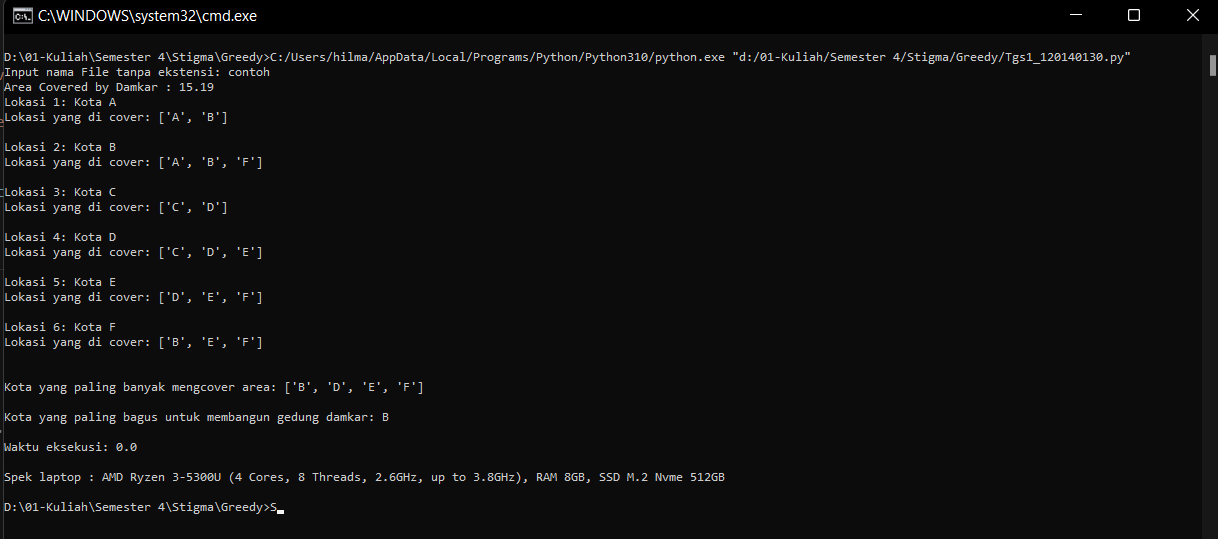 C:\WINDOWS\system32\cmd.exe
D:\01-Kuliah\Semester 4\Stigma\Greedy>C:/Users/hilma/AppData/Local/Programs/Python/Python310/python.exe "d:/01-Kuliah/Semester 4/Stigma/Greedy/Tgs1_120140130.py"
Input nama File tanpa ekstensi: contoh
Area Covered by Damkar : 15.19
Lokasi 1: Kota A
Lokasi yang di cover: ['A', 'B']
Lokasi 2: Kota B
Lokasi yang di cover: ['A', 'B', 'F']
Lokasi 3: Kota C
Lokasi yang di cover: ['C', 'D']
Lokasi 4: Kota D
Lokasi yang di cover: ['C', 'D', 'E']
Lokasi 5: Kota E
Lokasi yang di cover: ['D', 'E', 'F']
Lokasi 6: Kota F
Lokasi yang di cover: ['B', 'E', 'F']
Kota yang paling banyak mengcover area: ['B', 'D', 'E', 'F']
Kota yang paling bagus untuk membangun gedung damkar: B
Waktu eksekusi: 0.0
Spek laptop : AMD Ryzen 3-5300U (4 Cores, 8 Threads, 2.6GHz, up to 3.8GHz), RAM 8GB, SSD M.2 Nvme 512GB
D:\01-Kuliah\Semester 4\Stigma\Greedy>S